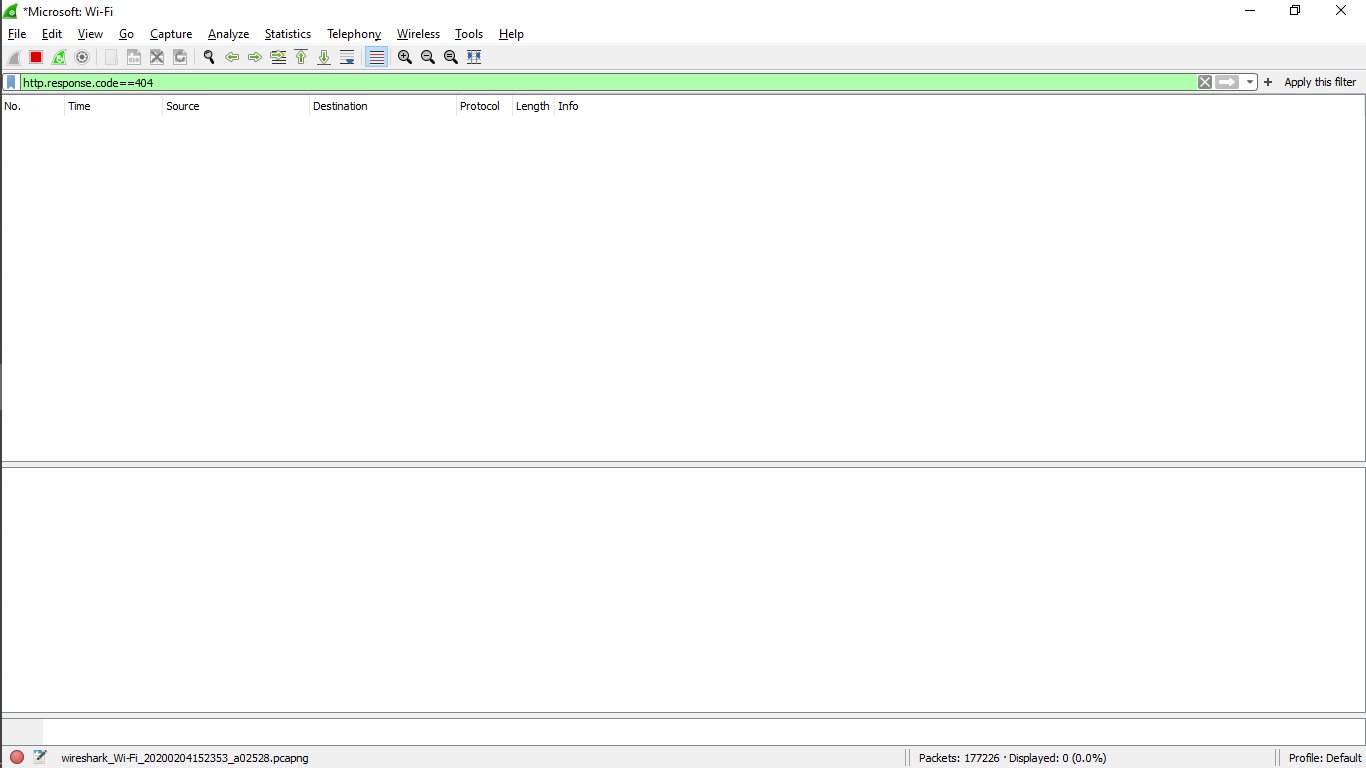 *Microsoft: Wi-Fi
File Edit View Go Capture Analyze Statistics Telephony Wireless Tools Help
http.response.code==404 Apply this filter
No. Time Source Destination Protocol Length Info
wireshark_Wi-Fi_20200204152353_a02528.pcapng Packets: 177226 · Displayed: 0 (0.0%) Profile: Default